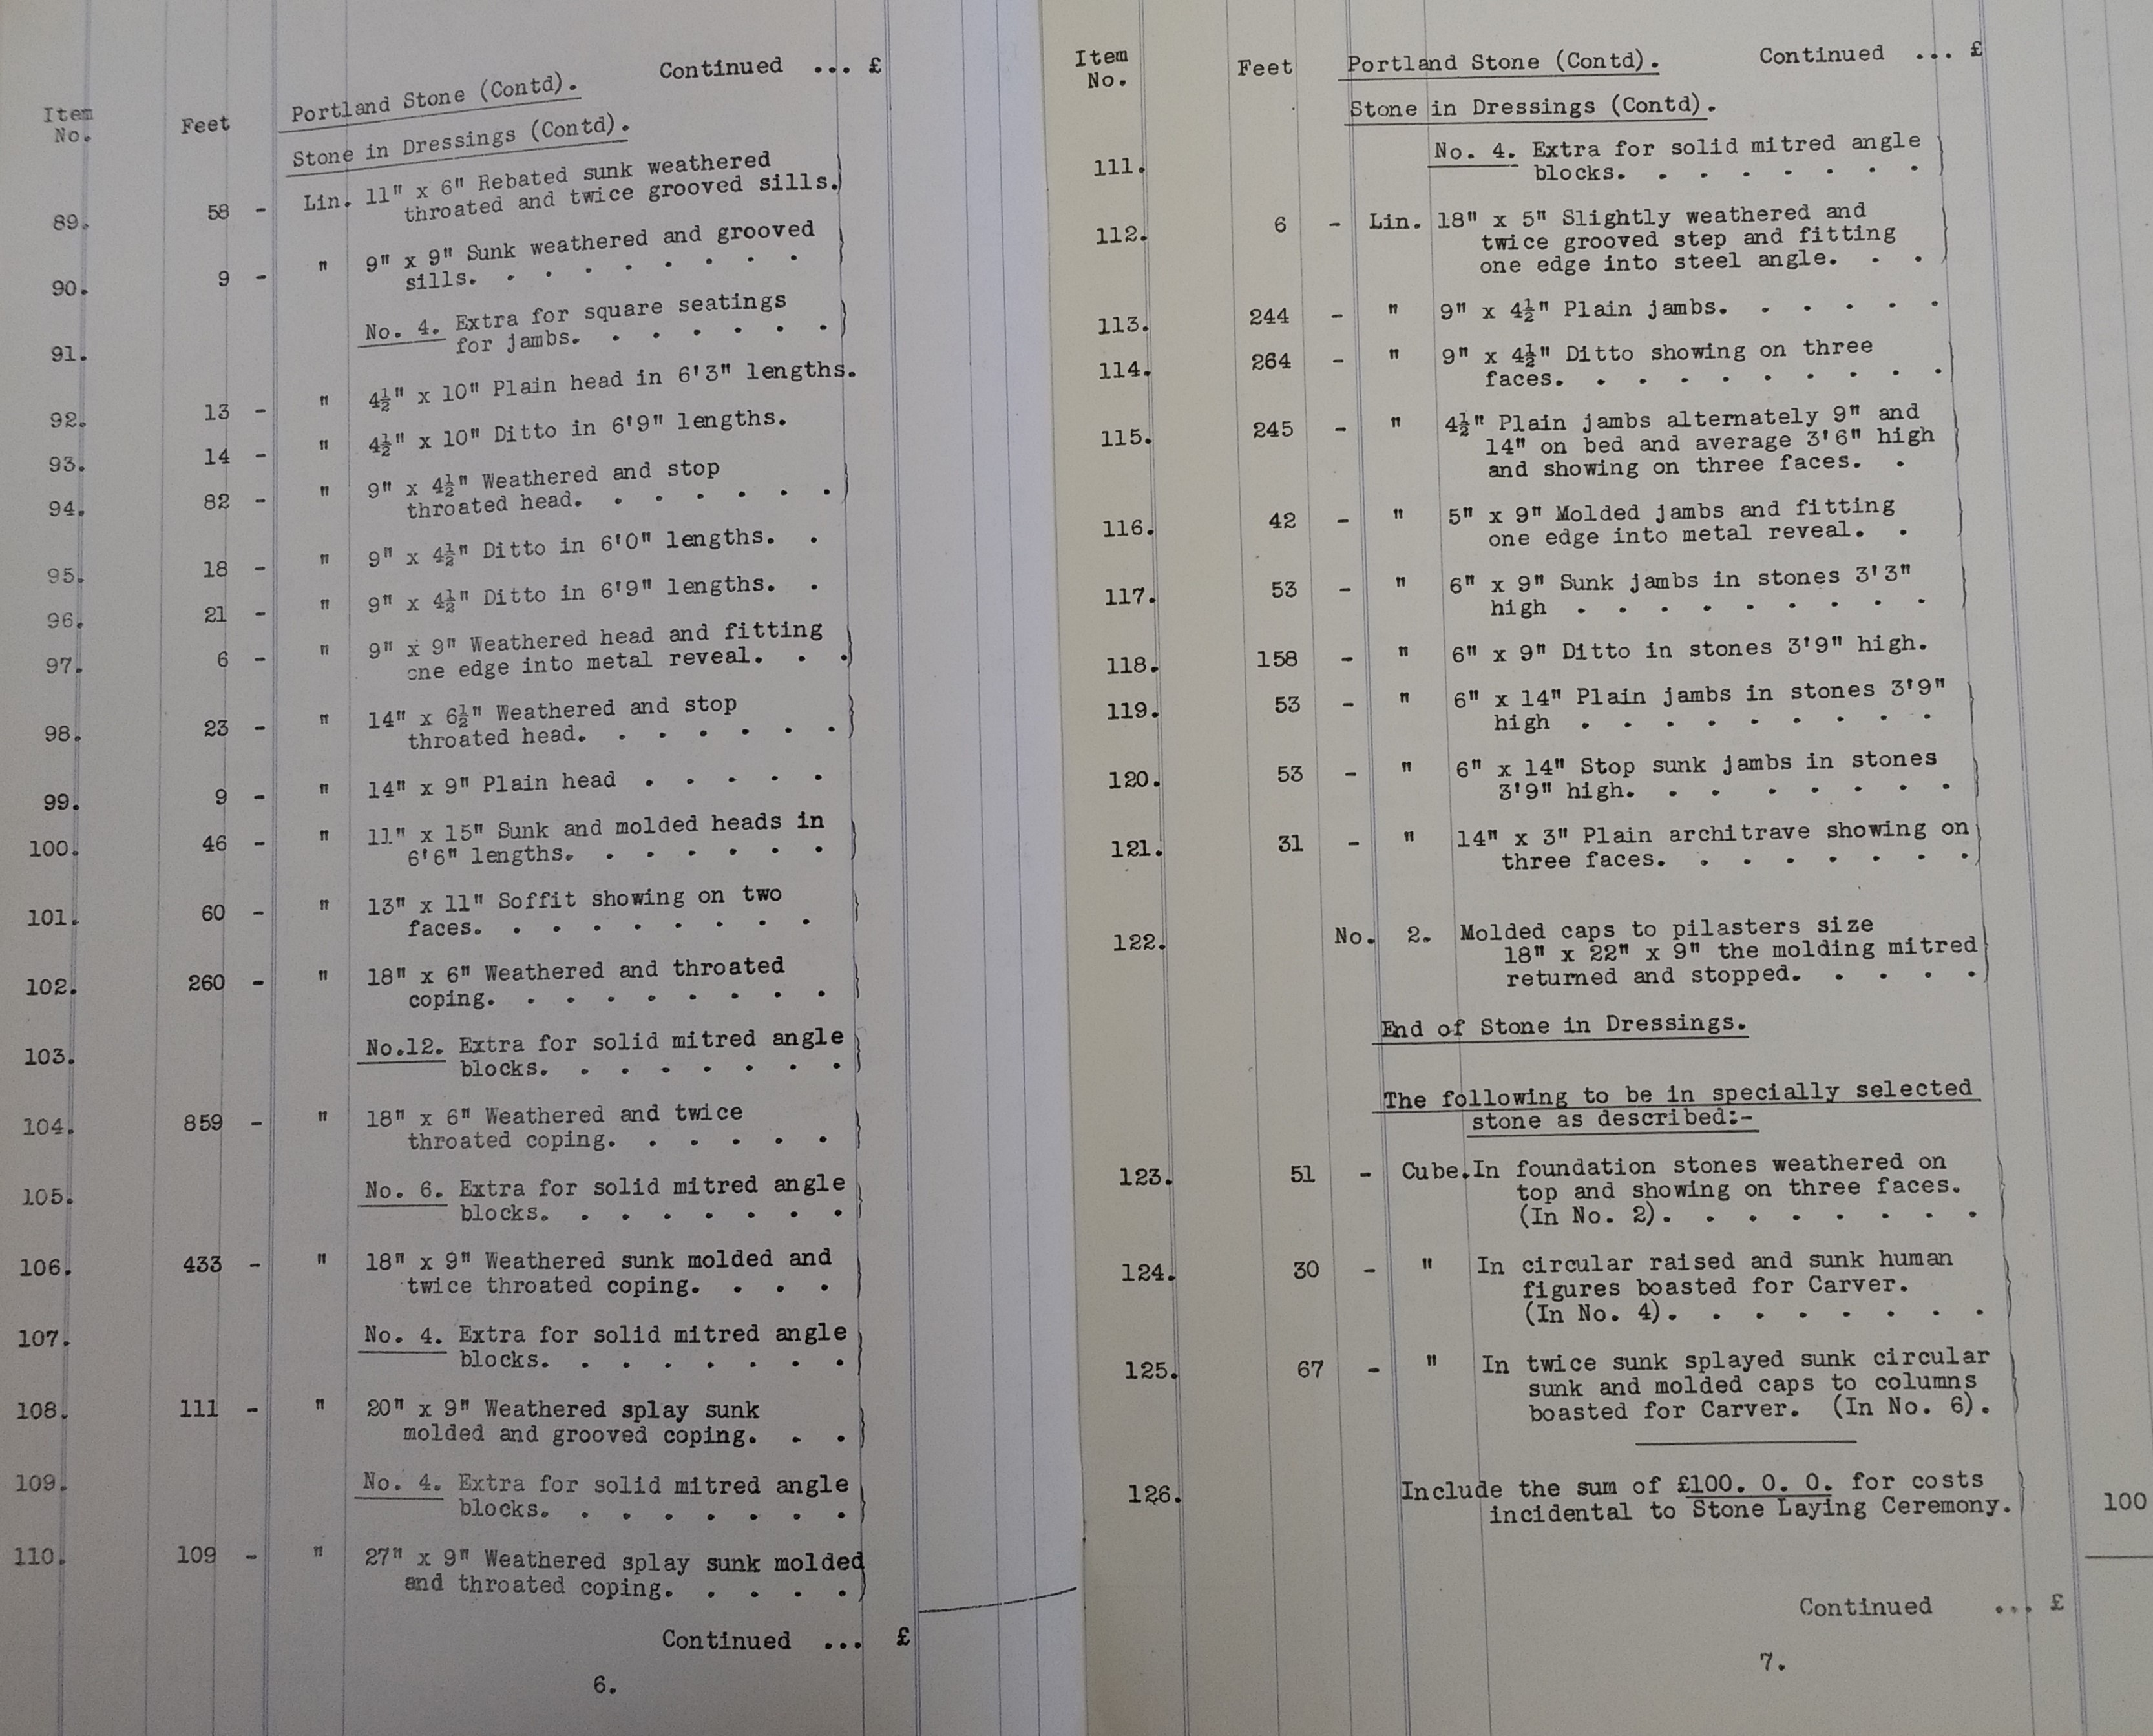 Continued ... £
Item No. Feet Portland Stone (Contd).
Stone in Dressings (Contd).
89. 58 - Lin. 11" x 6" Rebated sunk weathered
throated and twice grooved sills.
90. 9 - " 9" x 9" Sunk weathered and grooved
sills. . . . . . . . .
91. No. 4. Extra for square seatings
for jambs. . . . . . .
92. 13 - " 4½" x 10" Plain head in 6'3" lengths.
93. 14 - " 4½" x 10" Ditto in 6'9" lengths.
94. 82 - " 9" x 4½" Weathered and stop
throated head. . . . . . .
95. 18 - " 9" x 4½" Ditto in 6'0" lengths. .
96. 21 - " 9" x 4½" Ditto in 6'9" lengths. .
97. 6 - " 9" x 9" Weathered head and fitting
one edge into metal reveal. . .
98. 23 - " 14" x 6½" Weathered and stop
throated head. . . . . . .
99. 9 - " 14" x 9" Plain head . . . . .
100. 46 - " 11" x 15" Sunk and molded heads in
6'6" lengths. . . . . . .
101. 60 - " 13" x 11" Soffit showing on two
faces. . . . . . . . .
102. 260 - " 18" x 6" Weathered and throated
coping. . . . . . . . .
103. No.12. Extra for solid mitred angle
blocks. . . . . . . .
104. 859 - " 18" x 6" Weathered and twice
throated coping. . . . . .
105. No. 6. Extra for solid mitred angle
blocks. . . . . . . .
106. 433 - " 18" x 9" Weathered sunk molded and
twice throated coping. . . .
107. No. 4. Extra for solid mitred angle
blocks. . . . . . . .
108. 111 - " 20" x 9" Weathered splay sunk
molded and grooved coping. . .
109. No. 4. Extra for solid mitred angle
blocks. . . . . . . .
110. 109 - " 27" x 9" Weathered splay sunk molded
and throated coping. . . . .
Continued ... £
6.
Item No. Feet Portland Stone (Contd). Continued ... £
Stone in Dressings (Contd).
111. No. 4. Extra for solid mitred angle
blocks. . . . . . . .
112. 6 - Lin. 18" x 5" Slightly weathered and
twice grooved step and fitting
one edge into steel angle. . .
113. 244 - " 9" x 4½" Plain jambs. . . . . .
114. 264 - " 9" x 4½" Ditto showing on three
faces. . . . . . . . . .
115. 245 - " 4½" Plain jambs alternately 9" and
14" on bed and average 3'6" high
and showing on three faces. .
116. 42 - " 5" x 9" Molded jambs and fitting
one edge into metal reveal. .
117. 53 - " 6" x 9" Sunk jambs in stones 3'3"
high . . . . . . . . .
118. 158 - " 6" x 9" Ditto in stones 3'9" high.
119. 53 - " 6" x 14" Plain jambs in stones 3'9"
high . . . . . . . . .
120. 53 - " 6" x 14" Stop sunk jambs in stones
3'9" high. . . . . . . . .
121. 31 - " 14" x 3" Plain architrave showing on
three faces. . . . . . . .
122. No. 2. Molded caps to pilasters size
18" x 22" x 9" the molding mitred
returned and stopped. . . . .
End of Stone in Dressings.
The following to be in specially selected
stone as described:-
123. 51 - Cube. In foundation stones weathered on
top and showing on three faces.
(In No. 2). . . . . . . .
124. 30 - " In circular raised and sunk human
figures boasted for Carver.
(In No. 4). . . . . . . .
125. 67 - " In twice sunk splayed sunk circular
sunk and molded caps to columns
boasted for Carver. (In No. 6).
126. Include the sum of £100. 0. 0. for costs
incidental to Stone Laying Ceremony. 100
Continued ... £
7.